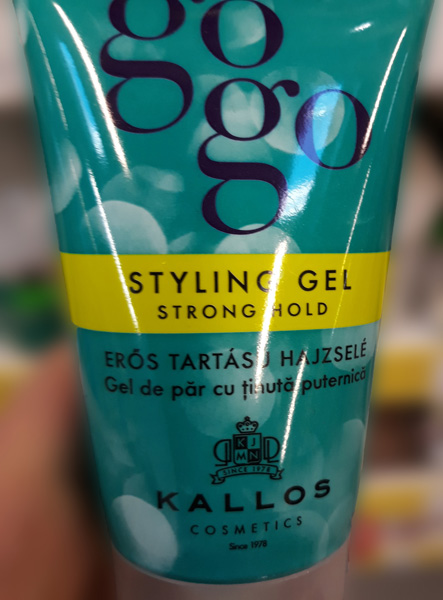 gogo
go
STYLING GEL
STRONG HOLD
ERŐS TARTÁSÚ HAJZSELÉ
Gel de păr cu ținută puternică
KJ
MN
SINCE 1978
KALLOS
COSMETICS
Since 1978